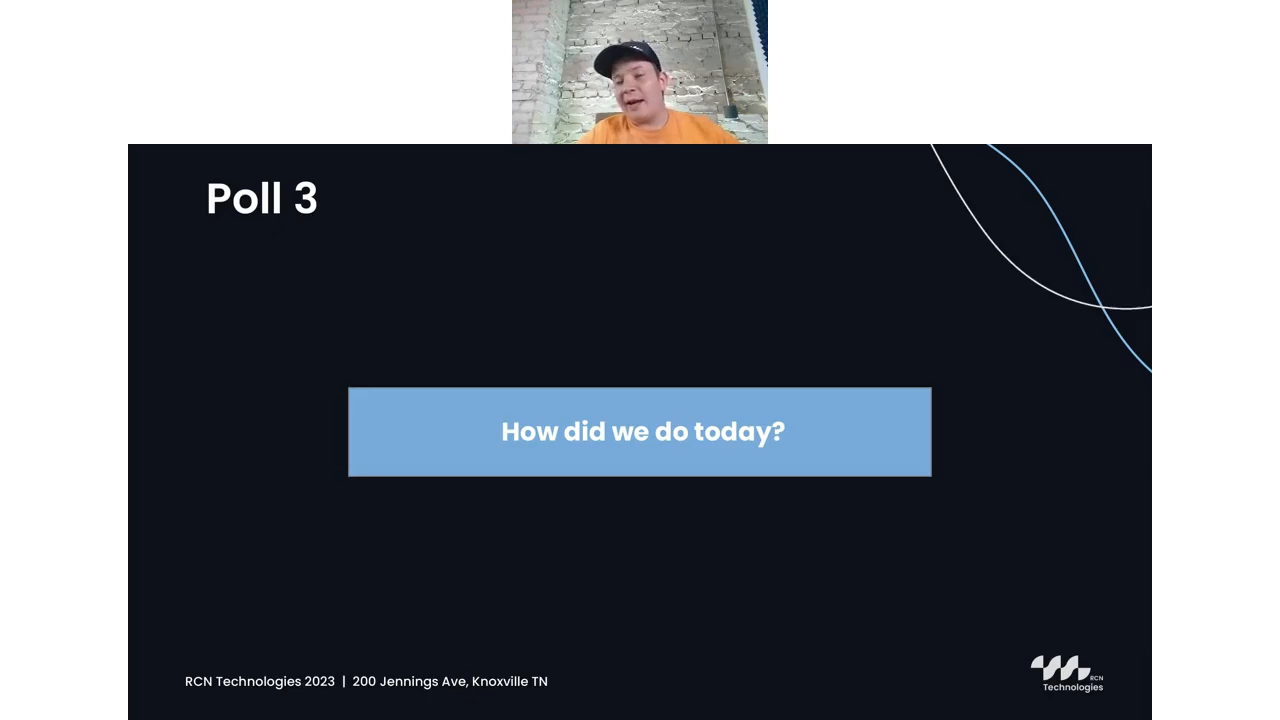 Poll 3
How did we do today?
RCN Technologies 2023 | 200 Jennings Ave, Knoxville TN
RCN
Technologies